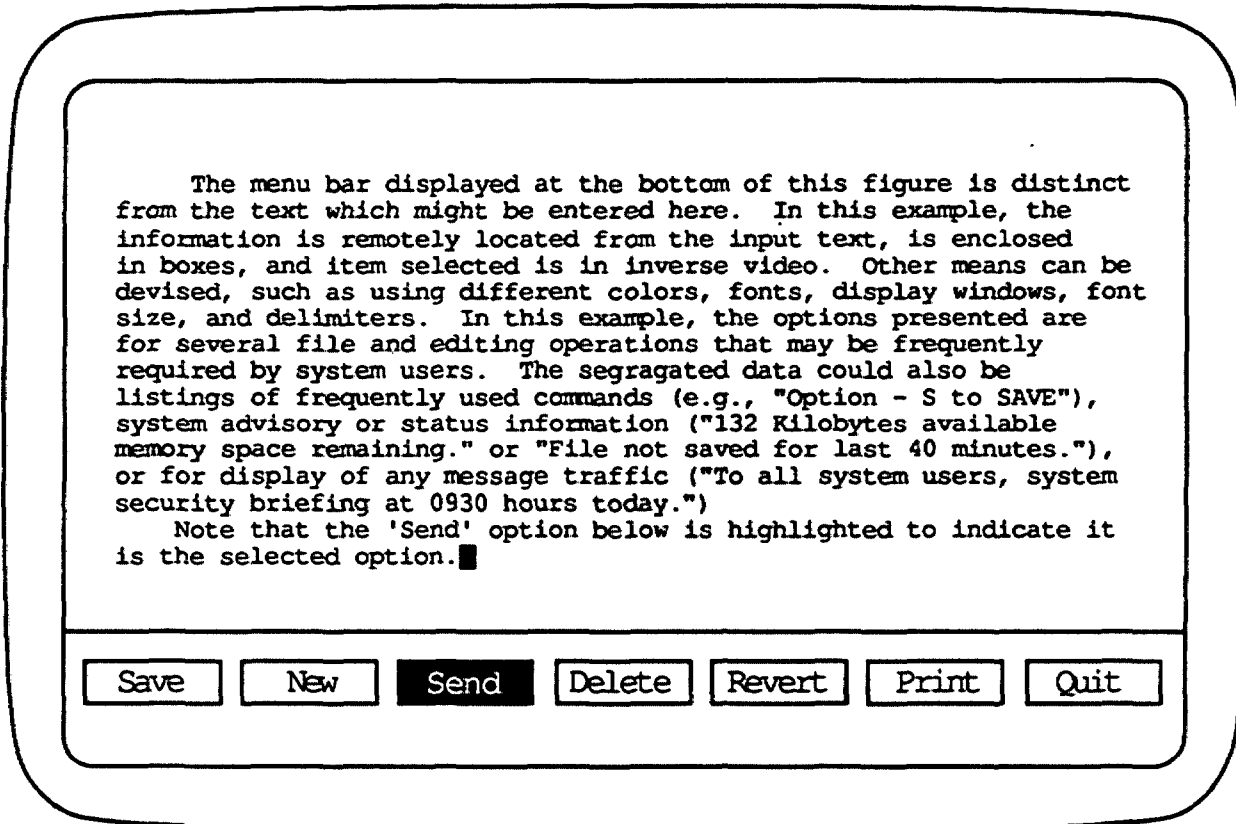 The menu bar displayed at the bottom of this figure is distinct
from the text which might be entered here.  In this example, the
information is remotely located from the input text, is enclosed
in boxes, and item selected is in inverse video.  Other means can be
devised, such as using different colors, fonts, display windows, font
size, and delimiters.  In this example, the options presented are
for several file and editing operations that may be frequently
required by system users.  The segragated data could also be
listings of frequently used commands (e.g., "Option - S to SAVE"),
system advisory or status information ("132 Kilobytes available
memory space remaining." or "File not saved for last 40 minutes."),
or for display of any message traffic ("To all system users, system
security briefing at 0930 hours today.")
Note that the 'Send' option below is highlighted to indicate it
is the selected option.
Save New Send Delete Revert Print Quit